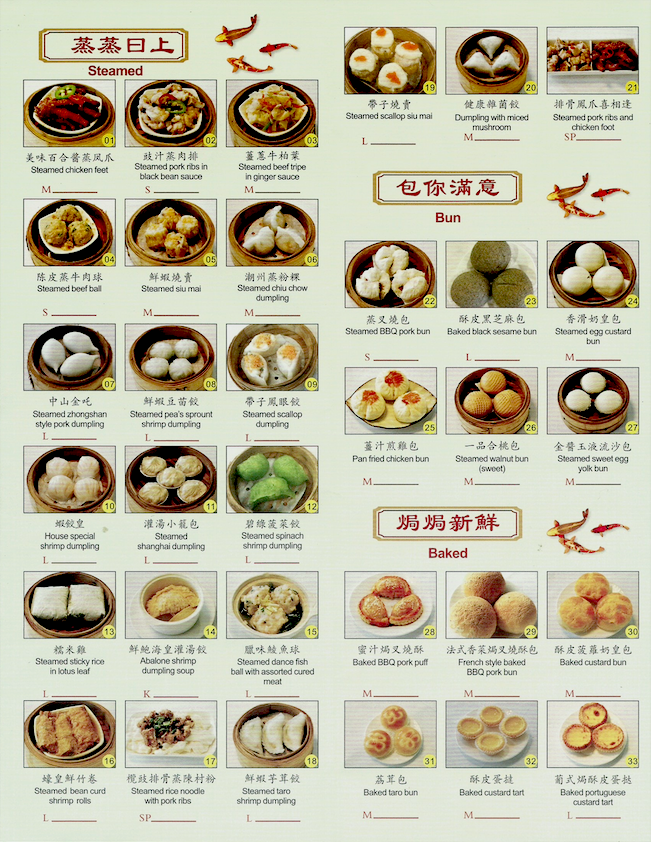 蒸蒸日上
Steamed
01
美味百合醬蒸鳳爪
Steamed chicken feet
M
02
豉汁蒸肉排
Steamed pork ribs in
black bean sauce
S
03
薑蔥牛柏葉
Steamed beef tripe
in ginger sauce
M
04
陈皮蒸牛肉球
Steamed beef ball
S
05
鮮蝦燒賣
Steamed siu mai
M
06
潮州蒸粉粿
Steamed chiu chow
dumpling
M
07
中山金吒
Steamed zhongshan
style pork dumpling
L
08
鮮蝦豆苗餃
Steamed pea's sprount
shrimp dumpling
L
09
帶子鳳眼餃
Steamed scallop
dumpling
L
10
蝦餃皇
House special
shrimp dumpling
L
11
灌湯小籠包
Steamed
shanghai dumpling
L
12
碧綠菠菜餃
Steamed spinach
shrimp dumpling
L
13
糯米雞
Steamed sticky rice
in lotus leaf
L
14
鮮鮑海皇灌湯餃
Abalone shrimp
dumpling soup
K
15
臘味鯪魚球
Steamed dance fish
ball with assorted cured
meat
L
16
蠔皇鮮竹卷
Steamed bean curd
shrimp rolls
L
17
欖豉排骨蒸陳村粉
Steamed rice noodle
with pork ribs
SP
18
鮮蝦芋茸餃
Steamed taro
shrimp dumpling
L
19
帶子燒賣
Steamed scallop siu mai
L
20
健康雜菌餃
Dumpling with miced
mushroom
M
21
排骨鳳爪喜相逢
Steamed pork ribs and
chicken foot
SP
包你滿意
Bun
22
蒸叉燒包
Steamed BBQ pork bun
S
23
酥皮黑芝麻包
Baked black sesame bun
L
24
香滑奶皇包
Steamed egg custard
bun
M
25
薑汁煎雞包
Pan fried chicken bun
M
26
一品合桃包
Steamed walnut bun
(sweet)
M
27
金醬玉液流沙包
Steamed sweet egg
yolk bun
M
焗焗新鮮
Baked
28
蜜汁焗叉燒酥
Baked BBQ pork puff
M
29
法式香菜焗叉燒酥包
French style baked
BBQ pork bun
M
30
酥皮菠蘿奶皇包
Baked custard bun
M
31
荔茸包
Baked taro bun
M
32
酥皮蛋撻
Baked custard tart
M
33
葡式焗酥皮蛋撻
Baked portuguese
custard tart
L